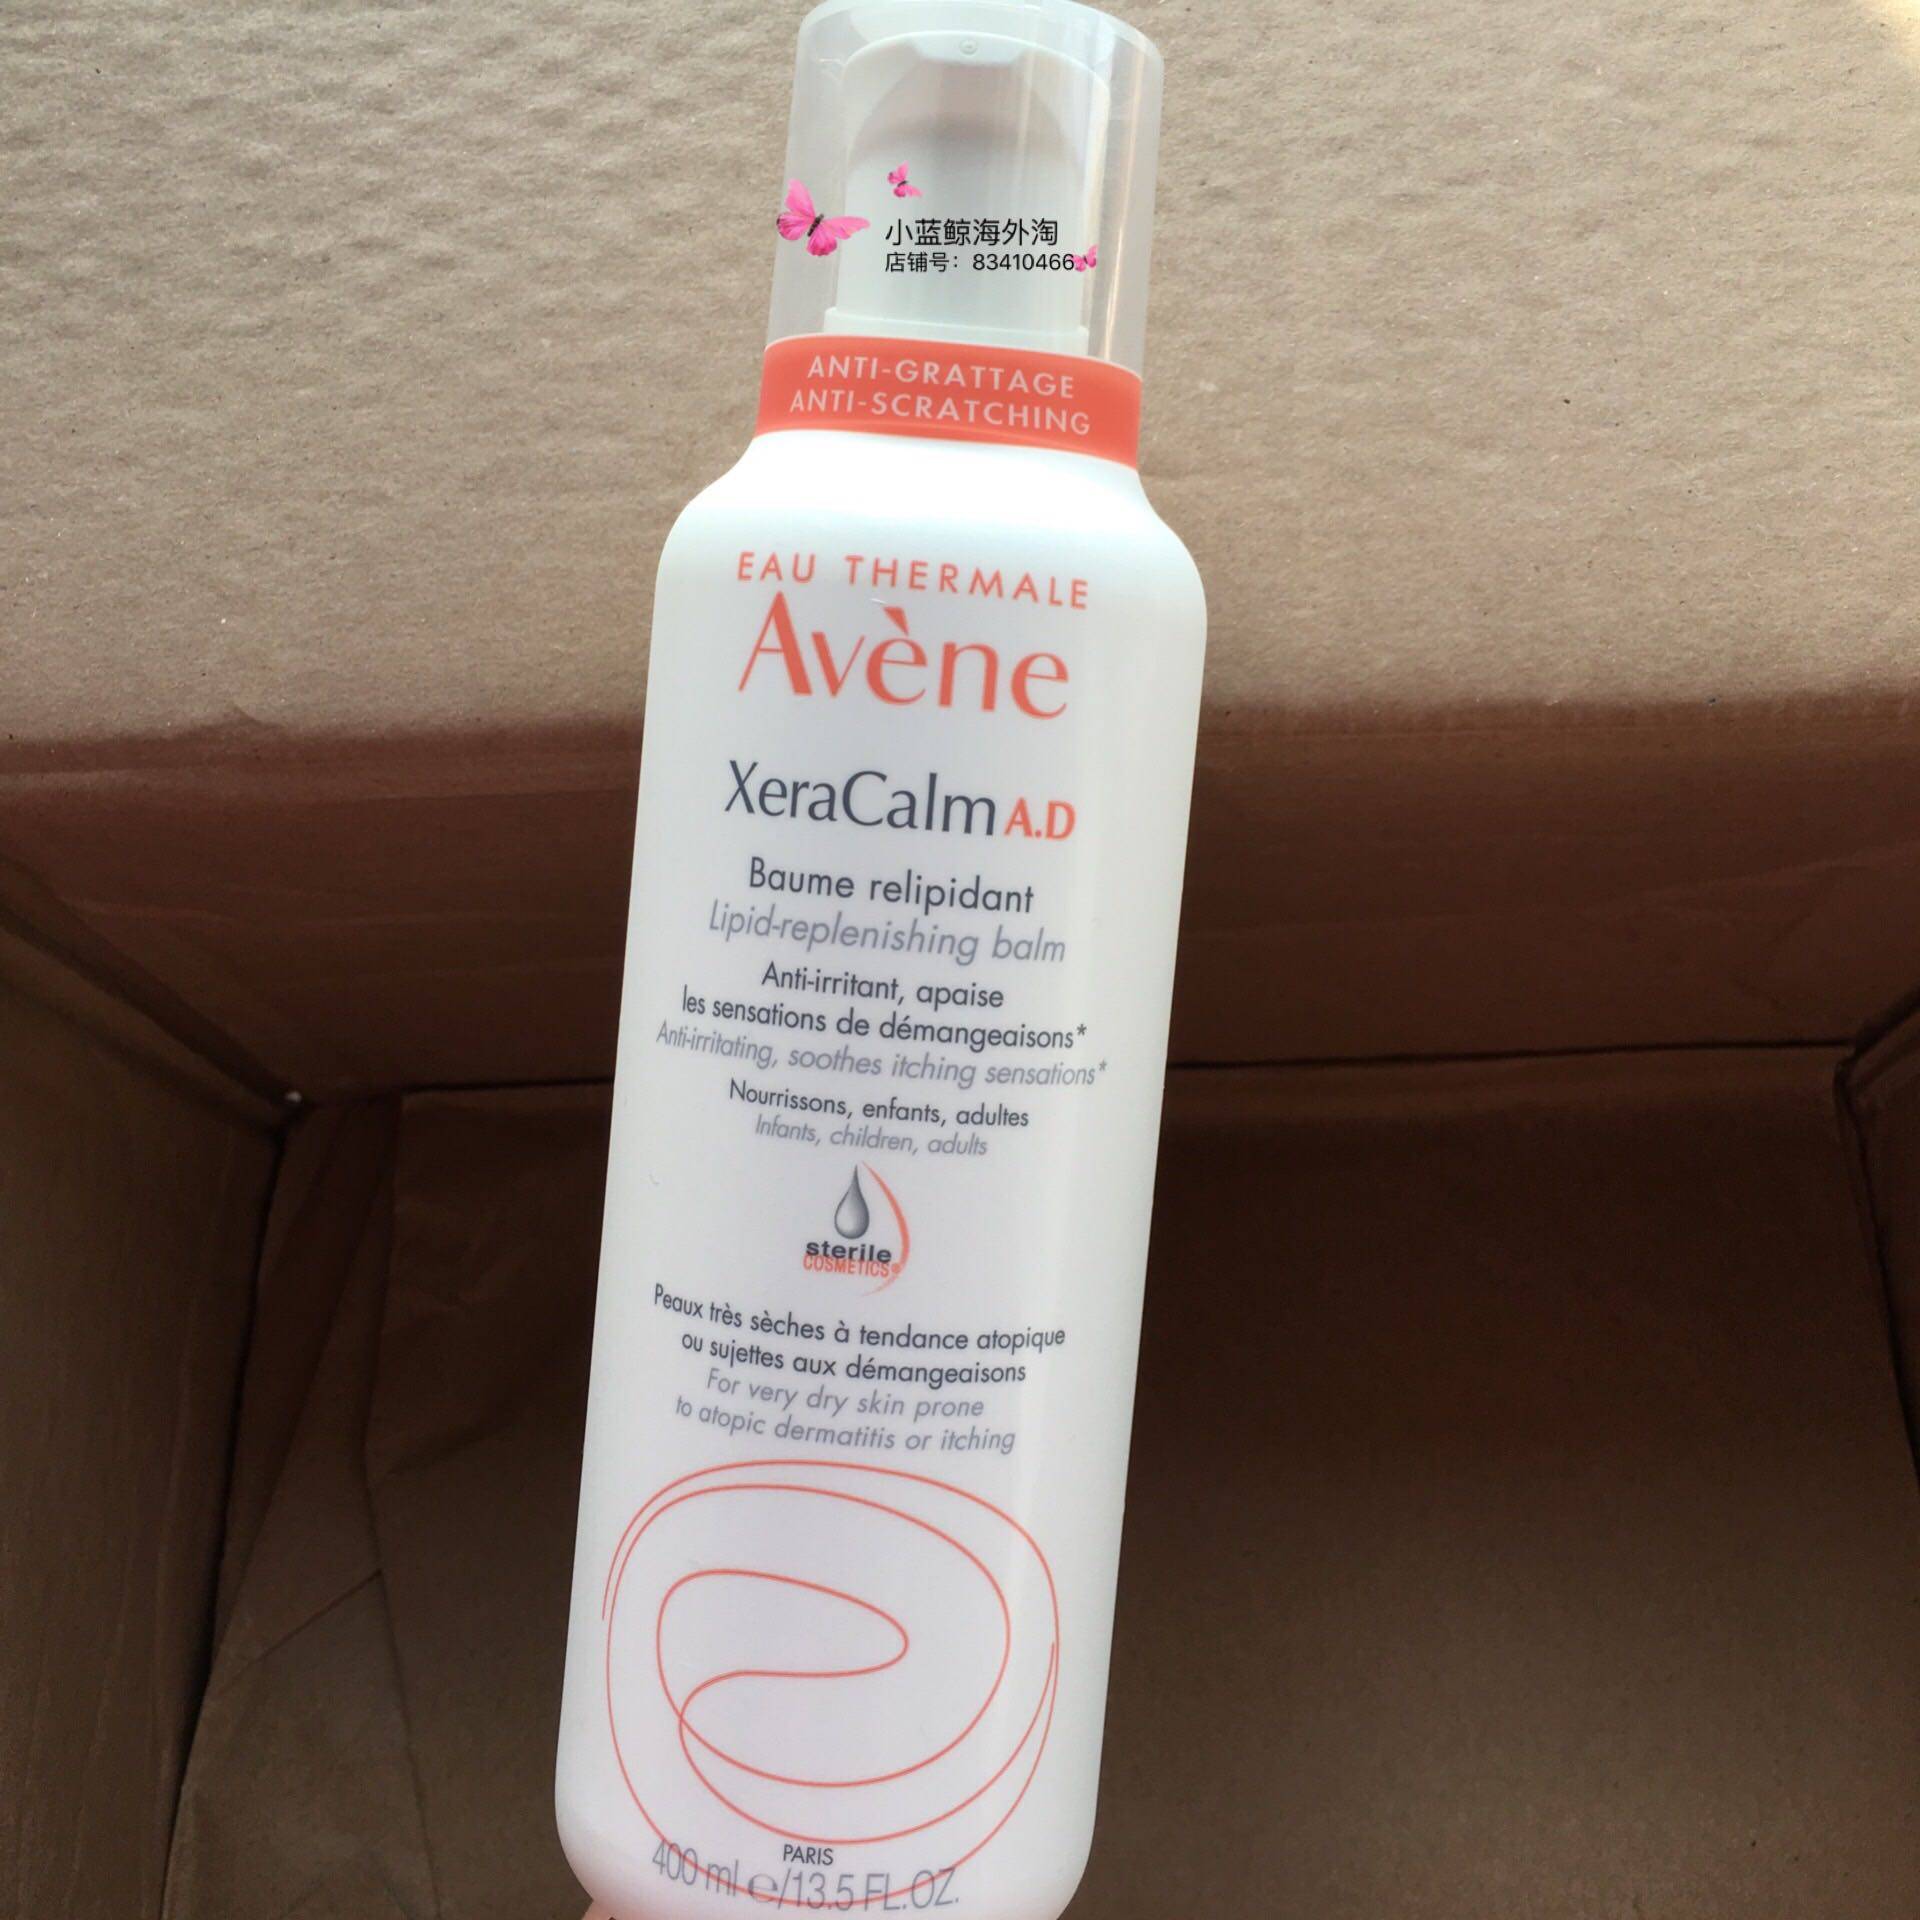 小蓝鲸海外淘
店铺号：83410466
ANTI-GRATTAGE
ANTI-SCRATCHING
EAU THERMALE
Avène
XeraCalm A.D
Baume relipidant
Lipid-replenishing balm
Anti-irritant, apaise
les sensations de démangeaisons*
Anti-irritating, soothes itching sensations*
Nourrissons, enfants, adultes
Infants, children, adults
sterile
COSMETICS®
Peaux très sèches à tendance atopique
ou sujettes aux démangeaisons
For very dry skin prone
to atopic dermatitis or itching
PARIS
400 ml e/13.5 FL.OZ.